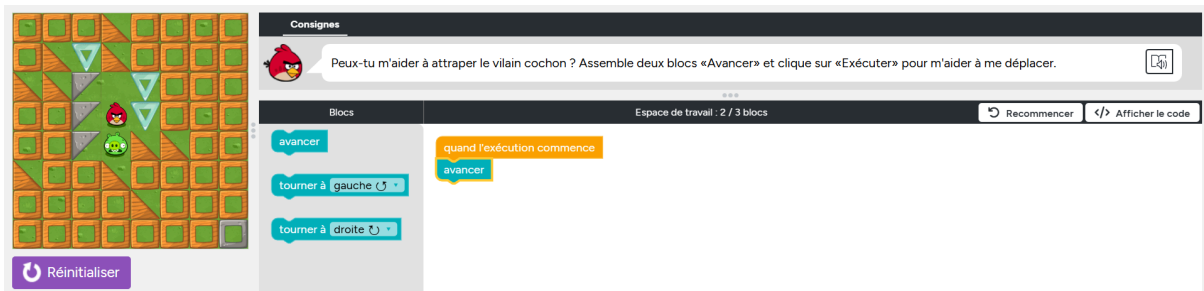 Consignes
Peux-tu m'aider à attraper le vilain cochon ? Assemble deux blocs «Avancer» et clique sur «Exécuter» pour m'aider à me déplacer.
Blocs
Espace de travail : 2 / 3 blocs
Recommencer
</> Afficher le code
avancer
tourner à gauche
tourner à droite
quand l'exécution commence
avancer
Réinitialiser